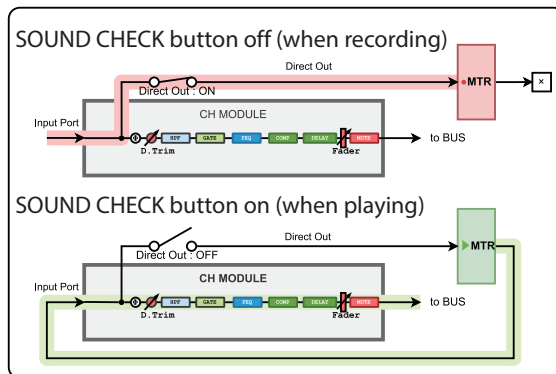 SOUND CHECK button off (when recording)
Direct Out
MTR
Direct Out : ON
CH MODULE
Input Port
HPF GATE PEQ COMP DELAY MUTE
to BUS
D.Trim Fader
SOUND CHECK button on (when playing)
Direct Out
MTR
Direct Out : OFF
Input Port
CH MODULE
HPF GATE PEQ COMP DELAY MUTE
to BUS
D.Trim Fader